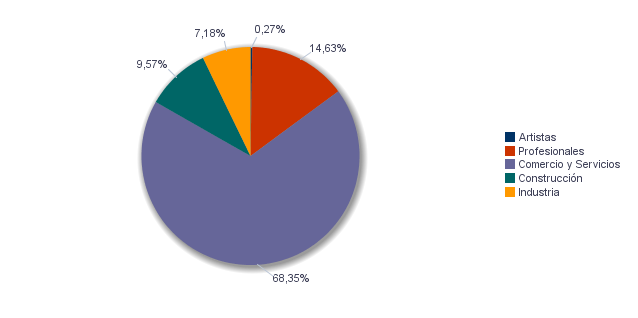 0,27%
7,18%
14,63%
9,57%
68,35%
Artistas
Profesionales
Comercio y Servicios
Construcción
Industria